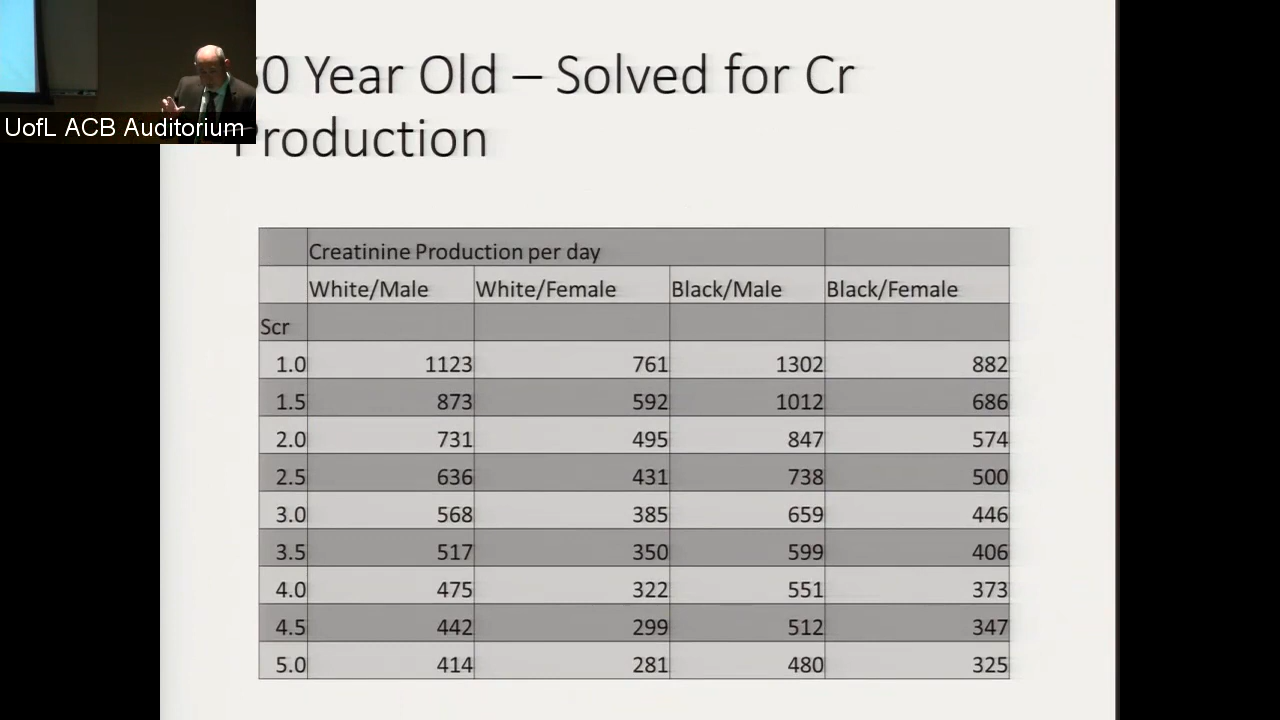 Year Old – Solved for Cr
Production
UofL ACB Auditorium
Creatinine Production per day
White/Male White/Female Black/Male Black/Female
Scr
1.0 1123 761 1302 882
1.5 873 592 1012 686
2.0 731 495 847 574
2.5 636 431 738 500
3.0 568 385 659 446
3.5 517 350 599 406
4.0 475 322 551 373
4.5 442 299 512 347
5.0 414 281 480 325